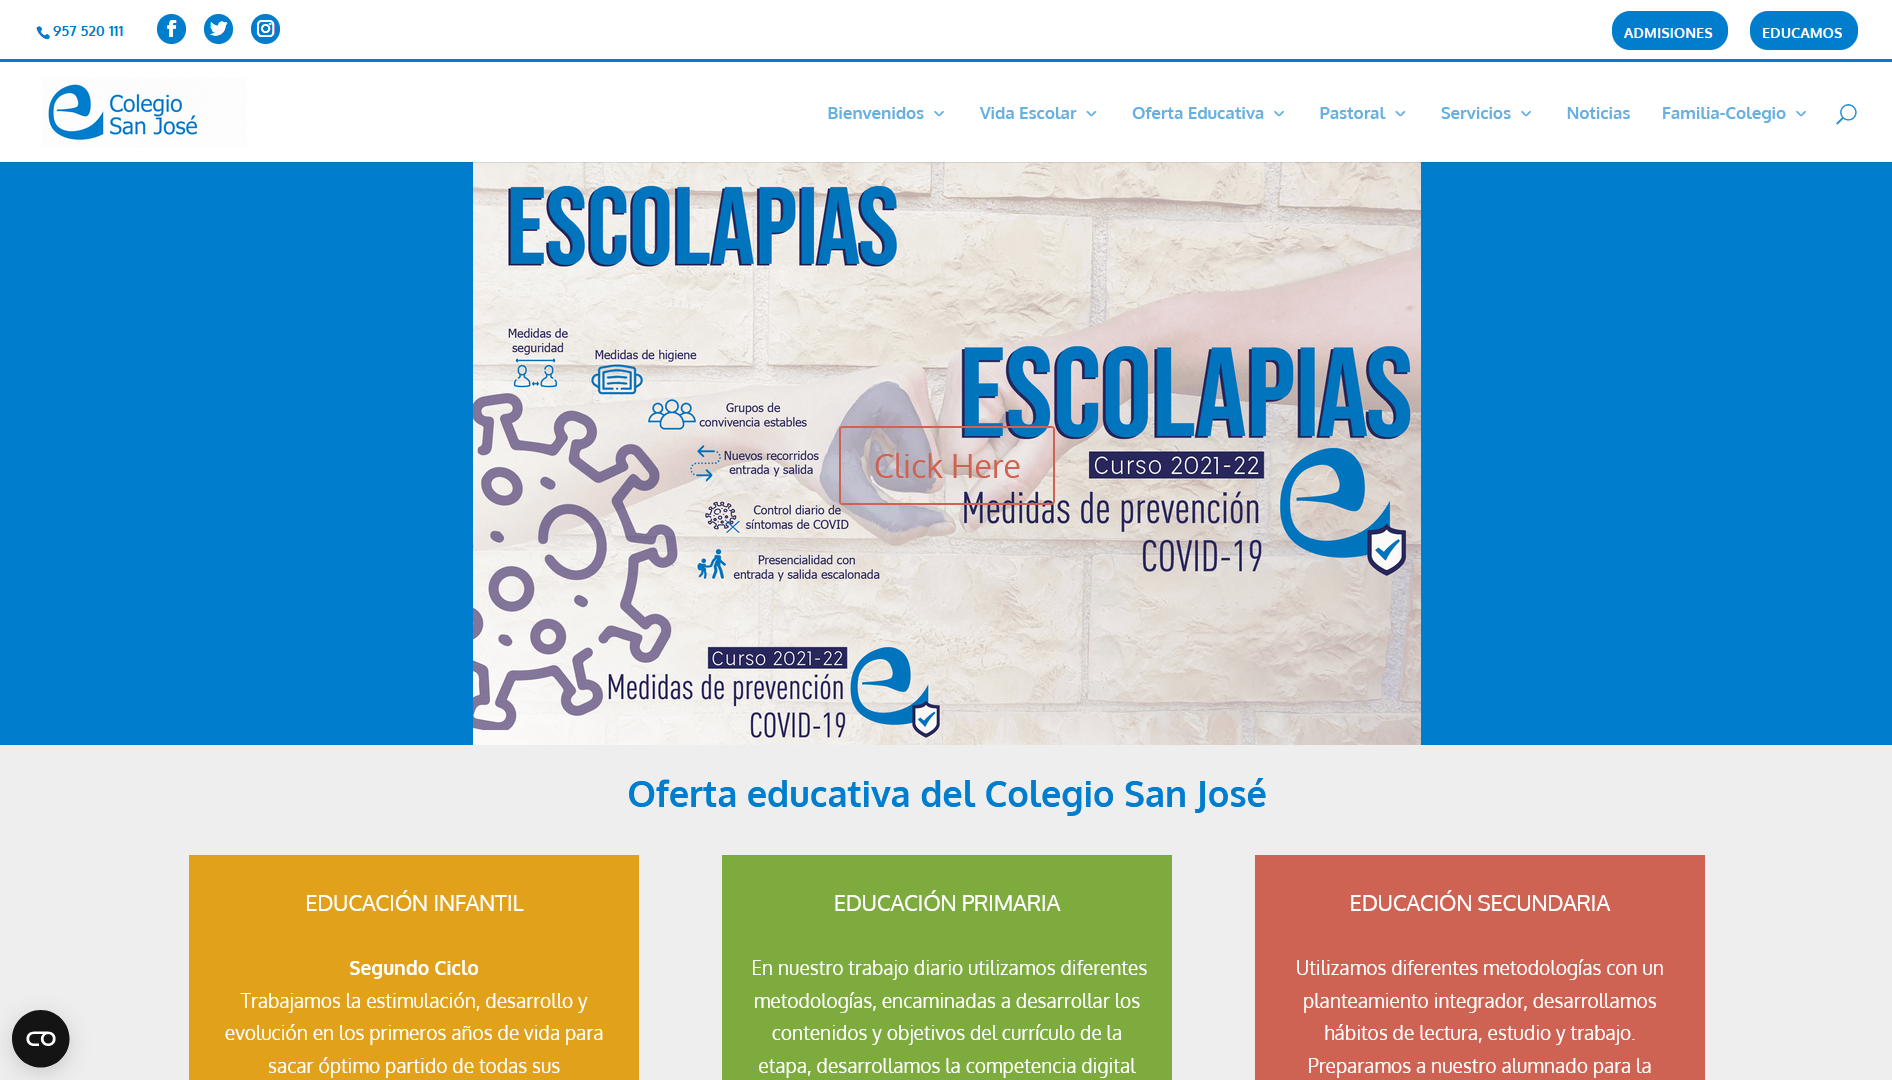 957 520 111
ADMISIONES
EDUCAMOS
Colegio
San José
Bienvenidos
Vida Escolar
Oferta Educativa
Pastoral
Servicios
Noticias
Familia-Colegio
ESCOLAPIAS
Medidas de
seguridad
Medidas de higiene
Grupos de
convivencia estables
Nuevos recorridos
entrada y salida
Control diario de
síntomas de COVID
Presencialidad con
entrada y salida escalonada
Curso 2021-22
Medidas de prevención
COVID-19
Click Here
ESCOLAPIAS
Curso 2021-22
Medidas de prevención
COVID-19
Oferta educativa del Colegio San José
EDUCACIÓN INFANTIL
Segundo Ciclo
Trabajamos la estimulación, desarrollo y
evolución en los primeros años de vida para
sacar óptimo partido de todas sus
EDUCACIÓN PRIMARIA
En nuestro trabajo diario utilizamos diferentes
metodologías, encaminadas a desarrollar los
contenidos y objetivos del currículo de la
etapa, desarrollamos la competencia digital
EDUCACIÓN SECUNDARIA
Utilizamos diferentes metodologías con un
planteamiento integrador, desarrollamos
hábitos de lectura, estudio y trabajo.
Preparamos a nuestro alumnado para la